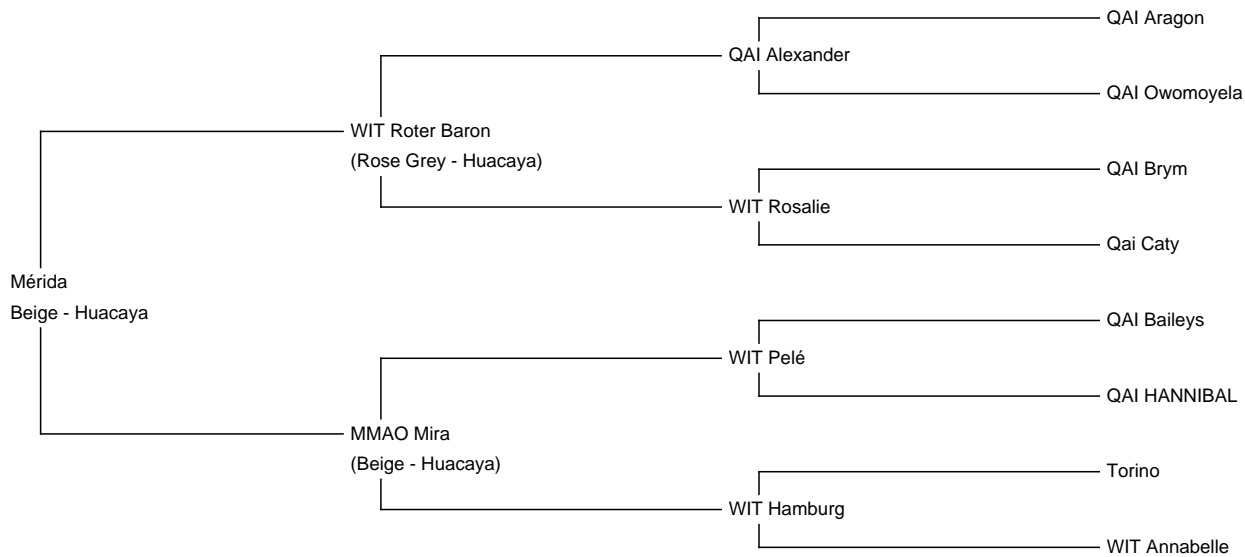 QAI Aragon
QAI Alexander
QAI Owomoyela
WIT Roter Baron
(Rose Grey - Huacaya)
QAI Brym
WIT Rosalie
Qai Caty
Mérida
Beige - Huacaya
QAI Baileys
WIT Pelé
QAI HANNIBAL
MMAO Mira
(Beige - Huacaya)
Torino
WIT Hamburg
WIT Annabelle